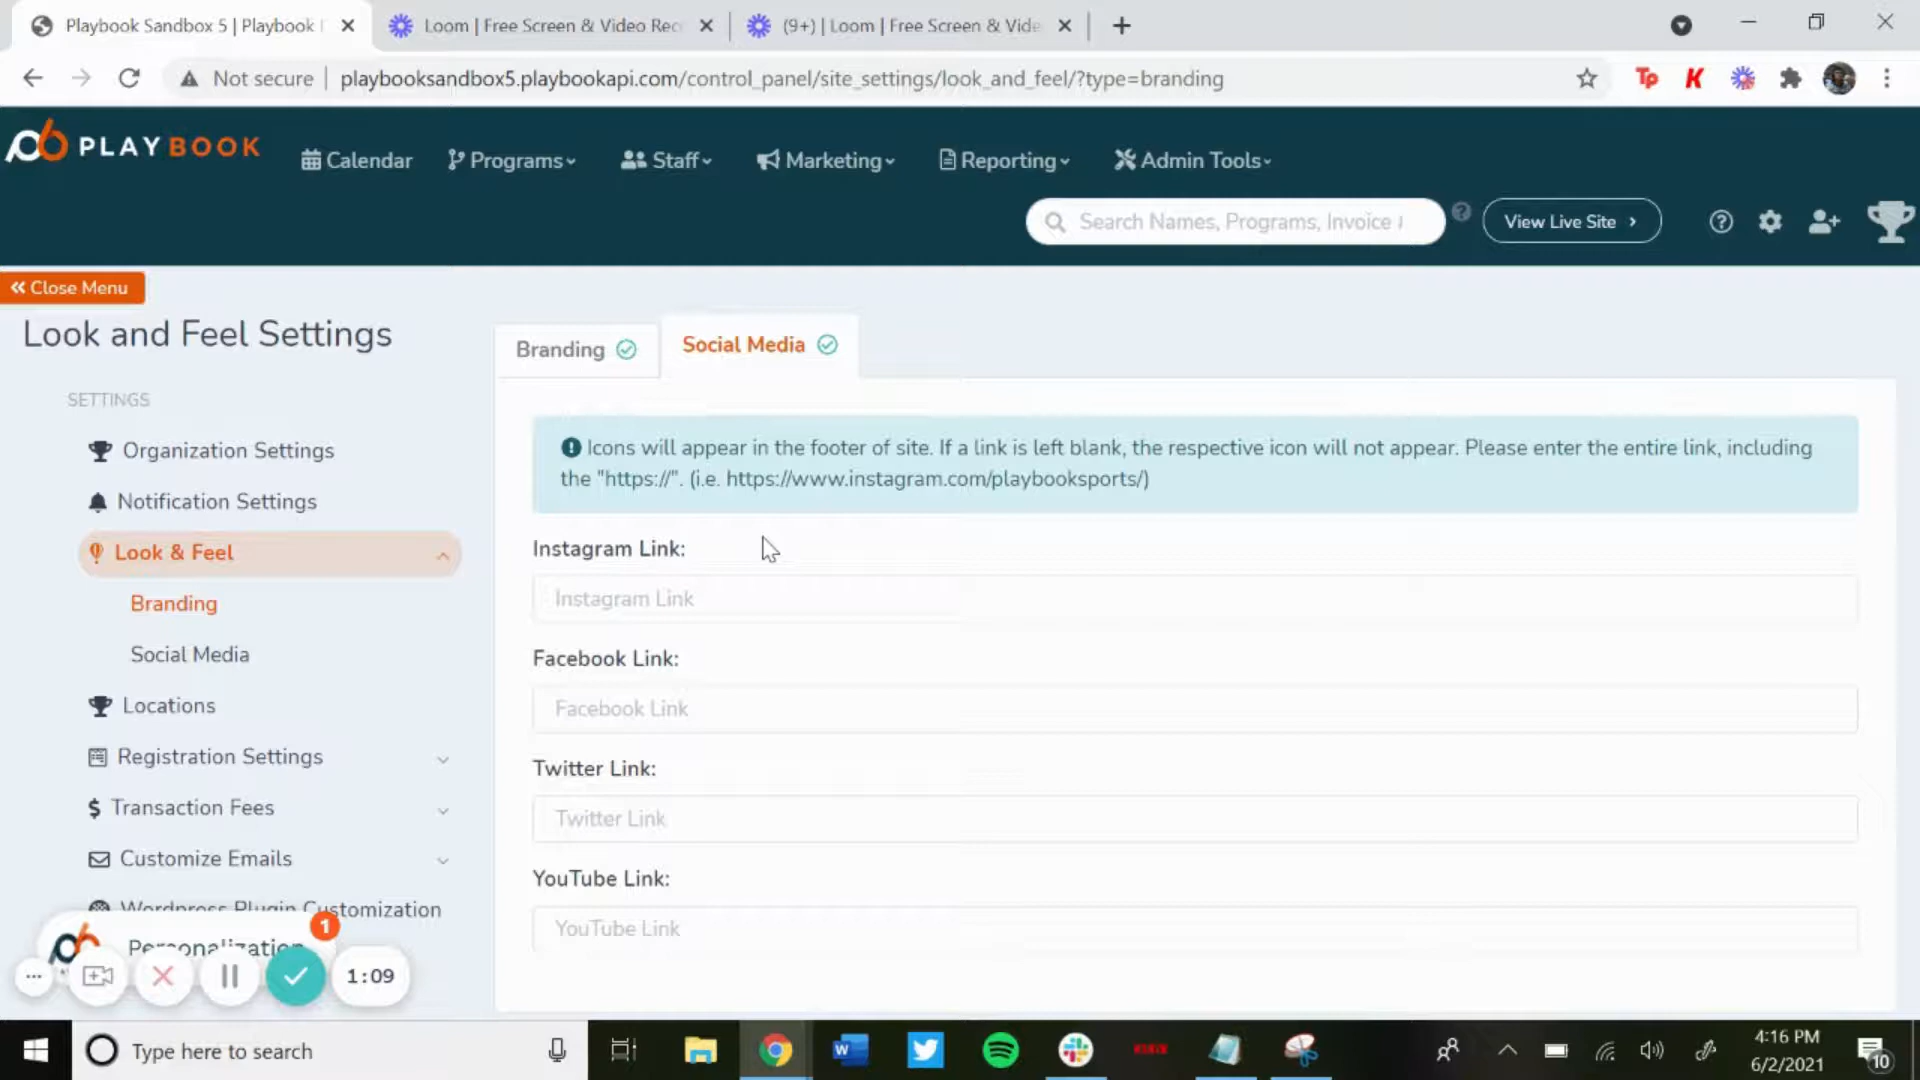 Playbook Sandbox 5 | Playbook
Loom | Free Screen & Video Rec
(9+) | Loom | Free Screen & Vide
Not secure
playbooksandbox5.playbookapi.com/control_panel/site_settings/look_and_feel/?type=branding
Tp
K
PLAYBOOK
Calendar
Programs
Staff
Marketing
Reporting
Admin Tools
Search Names, Programs, Invoice
View Live Site
Close Menu
Look and Feel Settings
Branding
Social Media
SETTINGS
Organization Settings
Notification Settings
Look & Feel
Branding
Social Media
Locations
Registration Settings
Transaction Fees
Customize Emails
Wordpress Plugin Customization
Personalization
1
1:09
Icons will appear in the footer of site. If a link is left blank, the respective icon will not appear. Please enter the entire link, including
the "https://". (i.e. https://www.instagram.com/playbooksports/)
Instagram Link:
Instagram Link
Facebook Link:
Facebook Link
Twitter Link:
Twitter Link
YouTube Link:
YouTube Link
Type here to search
4:16 PM
6/2/2021
10